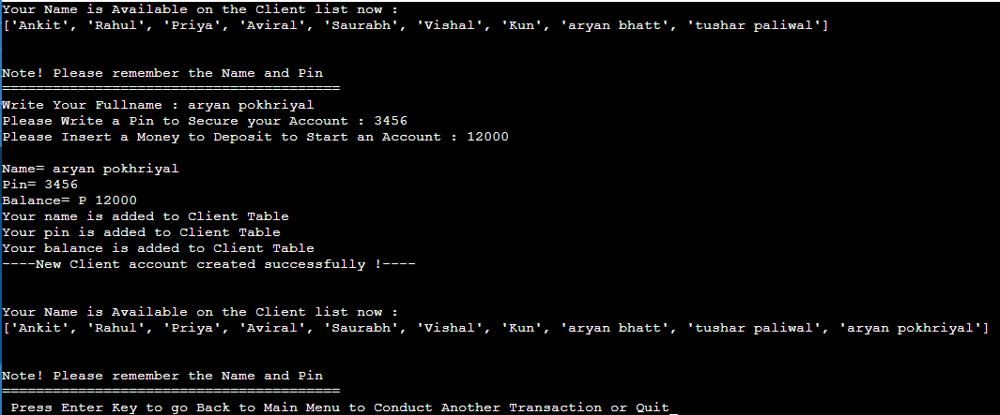 Your Name is Available on the Client list now :
['Ankit', 'Rahul', 'Priya', 'Aviral', 'Saurabh', 'Vishal', 'Kun', 'aryan bhatt', 'tushar paliwal']
Note! Please remember the Name and Pin
========================================
Write Your Fullname : aryan pokhriyal
Please Write a Pin to Secure your Account : 3456
Please Insert a Money to Deposit to Start an Account : 12000
Name= aryan pokhriyal
Pin= 3456
Balance= P 12000
Your name is added to Client Table
Your pin is added to Client Table
Your balance is added to Client Table
----New Client account created successfully !----
Your Name is Available on the Client list now :
['Ankit', 'Rahul', 'Priya', 'Aviral', 'Saurabh', 'Vishal', 'Kun', 'aryan bhatt', 'tushar paliwal', 'aryan pokhriyal']
Note! Please remember the Name and Pin
========================================
Press Enter Key to go Back to Main Menu to Conduct Another Transaction or Quit_